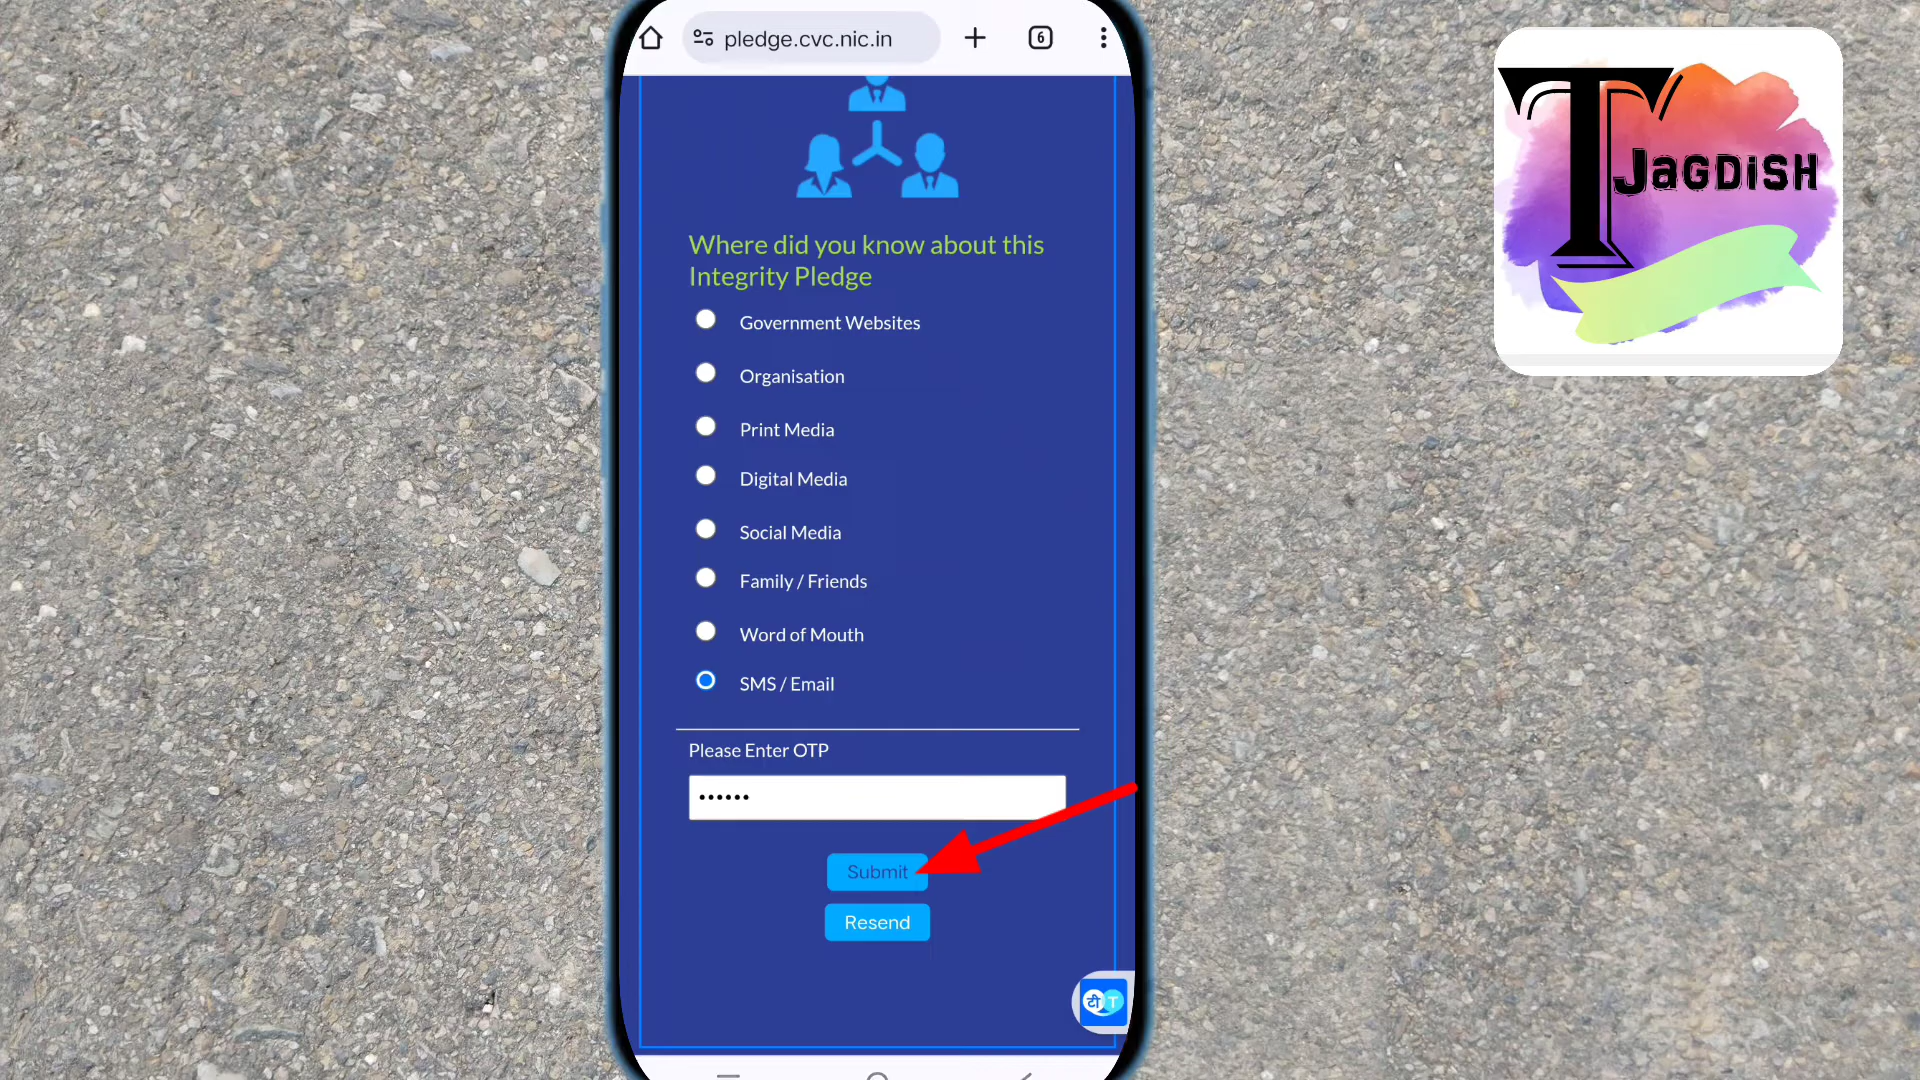 6
pledge.cvc.nic.in
T
JAGDISH
Where did you know about this
Integrity Pledge
Government Websites
Organisation
Print Media
Digital Media
Social Media
Family / Friends
Word of Mouth
SMS / Email
Please Enter OTP
••••••
Submit
Resend
टी T